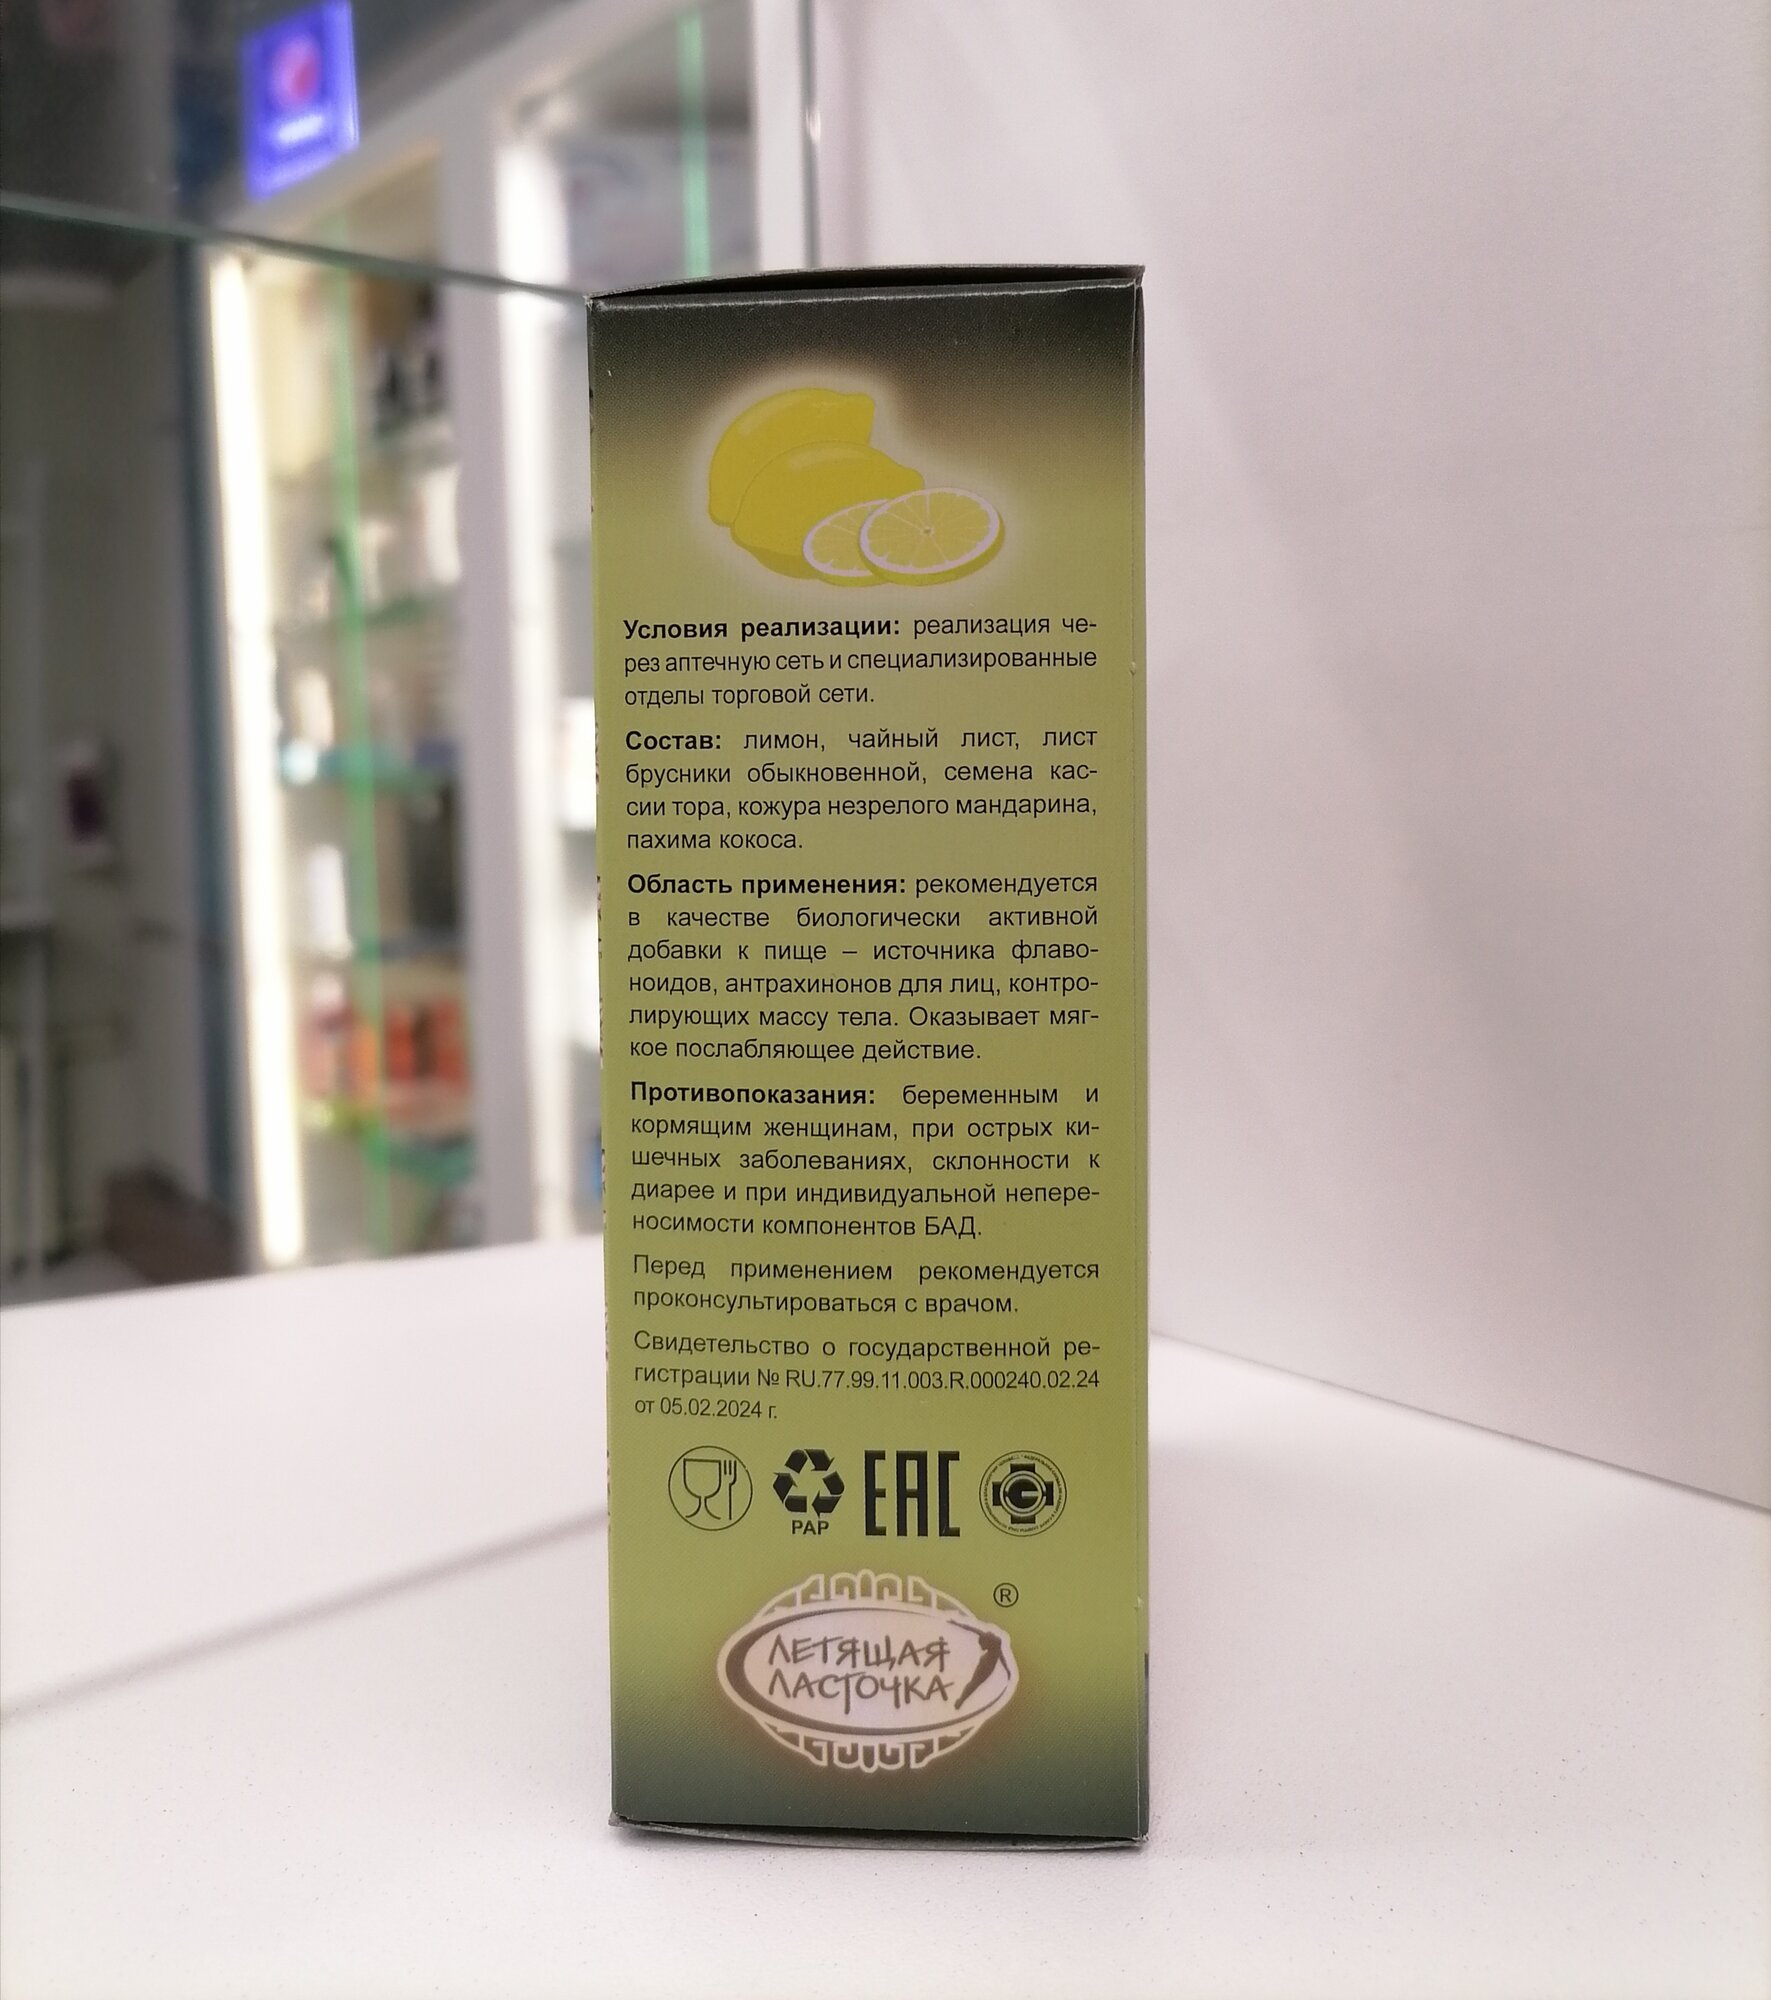 Условия реализации: реализация че-
рез аптечную сеть и специализированные
отделы торговой сети.
Состав: лимон, чайный лист, лист
брусники обыкновенной, семена кас-
сии тора, кожура незрелого мандарина,
пахима кокоса.
Область применения: рекомендуется
в качестве биологически активной
добавки к пище – источника флаво-
ноидов, антрахинонов для лиц, контро-
лирующих массу тела. Оказывает мяг-
кое послабляющее действие.
Противопоказания: беременным и
кормящим женщинам, при острых ки-
шечных заболеваниях, склонности к
диарее и при индивидуальной непере-
носимости компонентов БАД.
Перед применением рекомендуется
проконсультироваться с врачом.
Свидетельство о государственной ре-
гистрации № RU.77.99.11.003.R.000240.02.24
от 05.02.2024 г.
PAP
ЕАС
®
ЛЕТЯЩАЯ
ЛАСТОЧКА